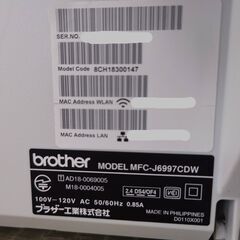 SER.NO.
Model Code 8CH18300147
MAC Address WLAN
MAC Address LAN
brother MODEL MFC-J6997CDW
T AD18-0069005
M18-0004005
2.4 DS4/OF4
100V-120V AC 50/60Hz 0.85A
ブラザー工業株式会社
MADE IN PHILIPPINES
D0110X001